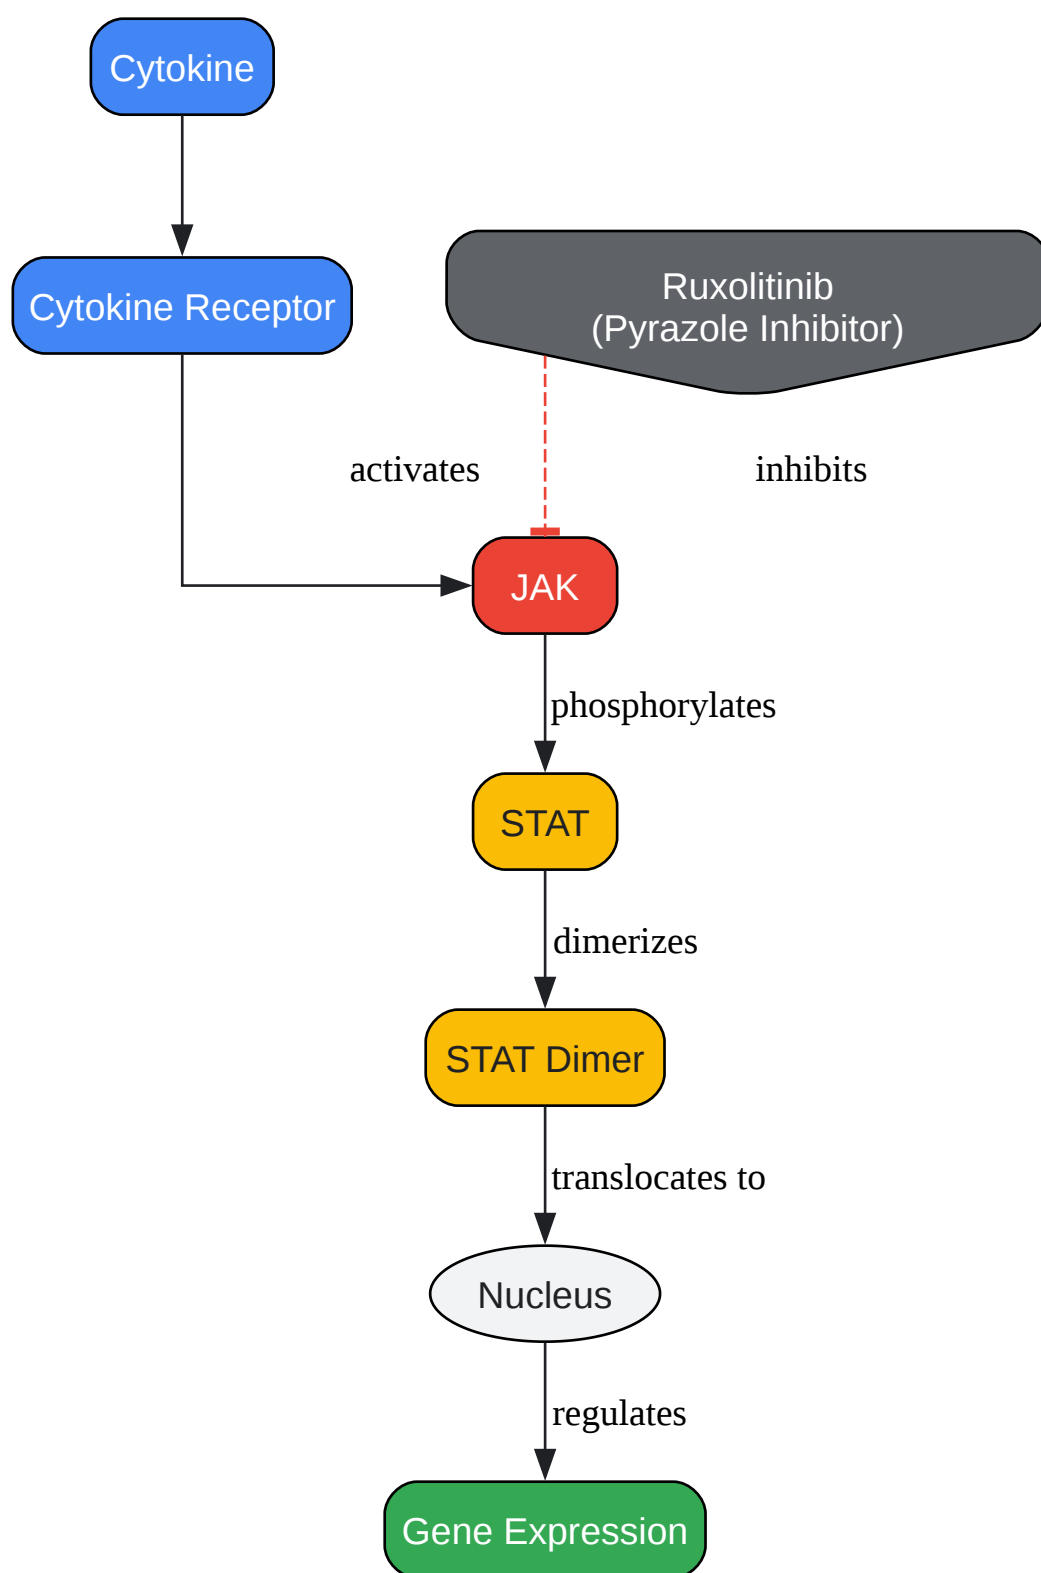 Cytokine
Cytokine Receptor
Ruxolitinib
(Pyrazole Inhibitor)
activates
inhibits
JAK
phosphorylates
STAT
dimerizes
STAT Dimer
translocates to
Nucleus
regulates
Gene Expression